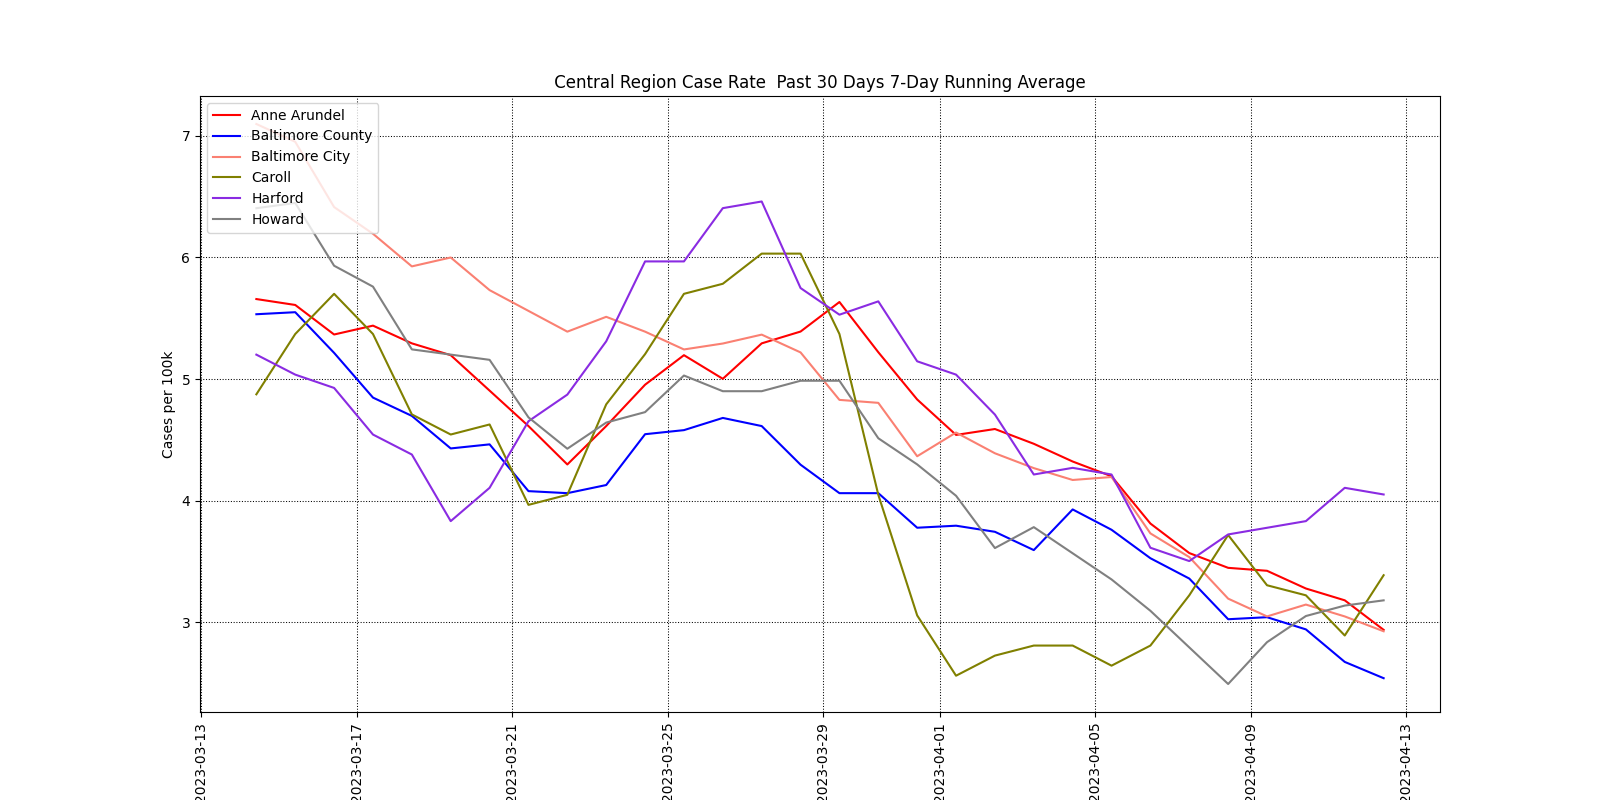 Central Region Case Rate  Past 30 Days 7-Day Running Average
Anne Arundel
Baltimore County
Baltimore City
Caroll
Harford
Howard
Cases per 100k
7
6
5
4
3
2023-03-13
2023-03-17
2023-03-21
2023-03-25
2023-03-29
2023-04-01
2023-04-05
2023-04-09
2023-04-13